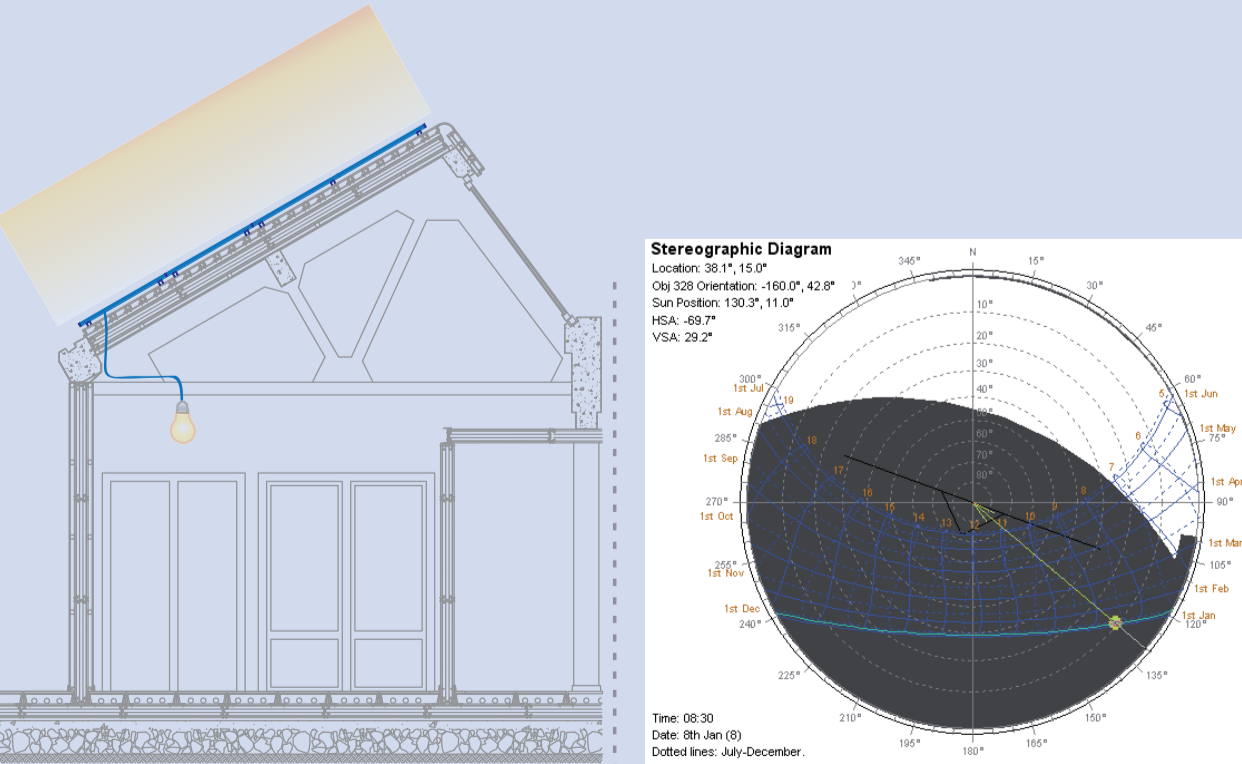 Stereographic Diagram
Location: 38.1°, 15.0°
Obj 328 Orientation: -160.0°, 42.8°
Sun Position: 130.3°, 11.0°
HSA: -69.7°
VSA: 29.2°
N
345°
15°
0°
30°
315°
45°
10°
20°
30°
40°
60°
70°
80°
300°
60°
1st Jul
19
5
1st Jun
1st Aug
1st May
285°
18
6
75°
1st Sep
17
7
16
8
1st Apr
270°
90°
15
9
1st Oct
14
13
12
11
10
1st Mar
255°
105°
1st Nov
1st Feb
1st Dec
1st Jan
240°
120°
225°
135°
210°
150°
195°
180°
165°
Time: 08:30
Date: 8th Jan (8)
Dotted lines: July-December.